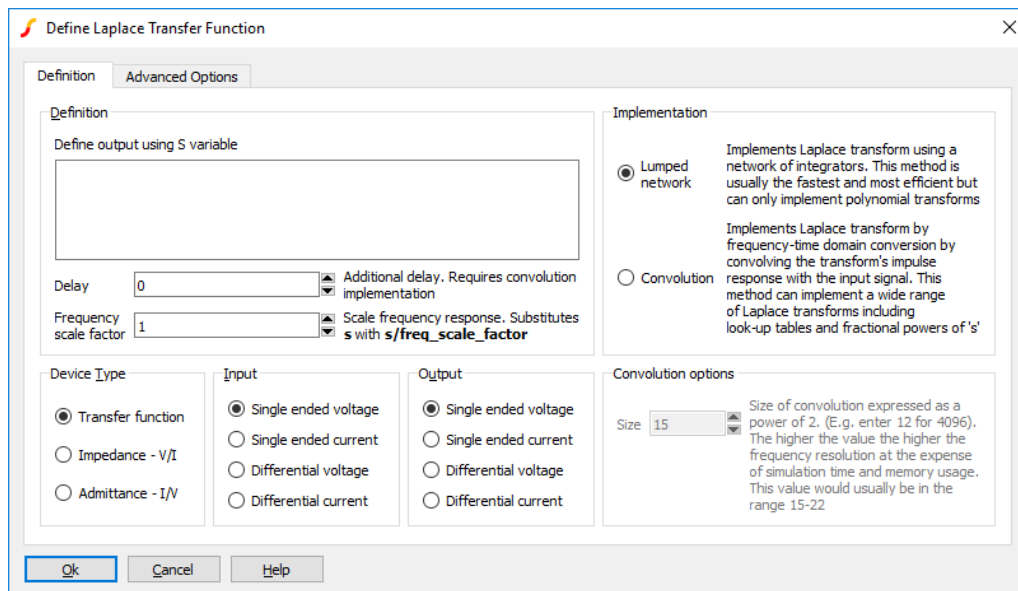 Define Laplace Transfer Function
Definition
Advanced Options
Definition
Define output using S variable
Delay
0
Additional delay. Requires convolution
implementation
Frequency
scale factor
1
Scale frequency response. Substitutes
s with s/freq_scale_factor
Implementation
Lumped
network
Implements Laplace transform using a
network of integrators. This method is
usually the fastest and most efficient but
can only implement polynomial transforms
Convolution
Implements Laplace transform by
frequency-time domain conversion by
convolving the transform's impulse
response with the input signal. This
method can implement a wide range
of Laplace transforms including
look-up tables and fractional powers of 's'
Device Type
Transfer function
Impedance - V/I
Admittance - I/V
Input
Single ended voltage
Single ended current
Differential voltage
Differential current
Output
Single ended voltage
Single ended current
Differential voltage
Differential current
Convolution options
Size
15
Size of convolution expressed as a
power of 2. (E.g. enter 12 for 4096).
The higher the value the higher the
frequency resolution at the expense
of simulation time and memory usage.
This value would usually be in the
range 15-22
Ok
Cancel
Help